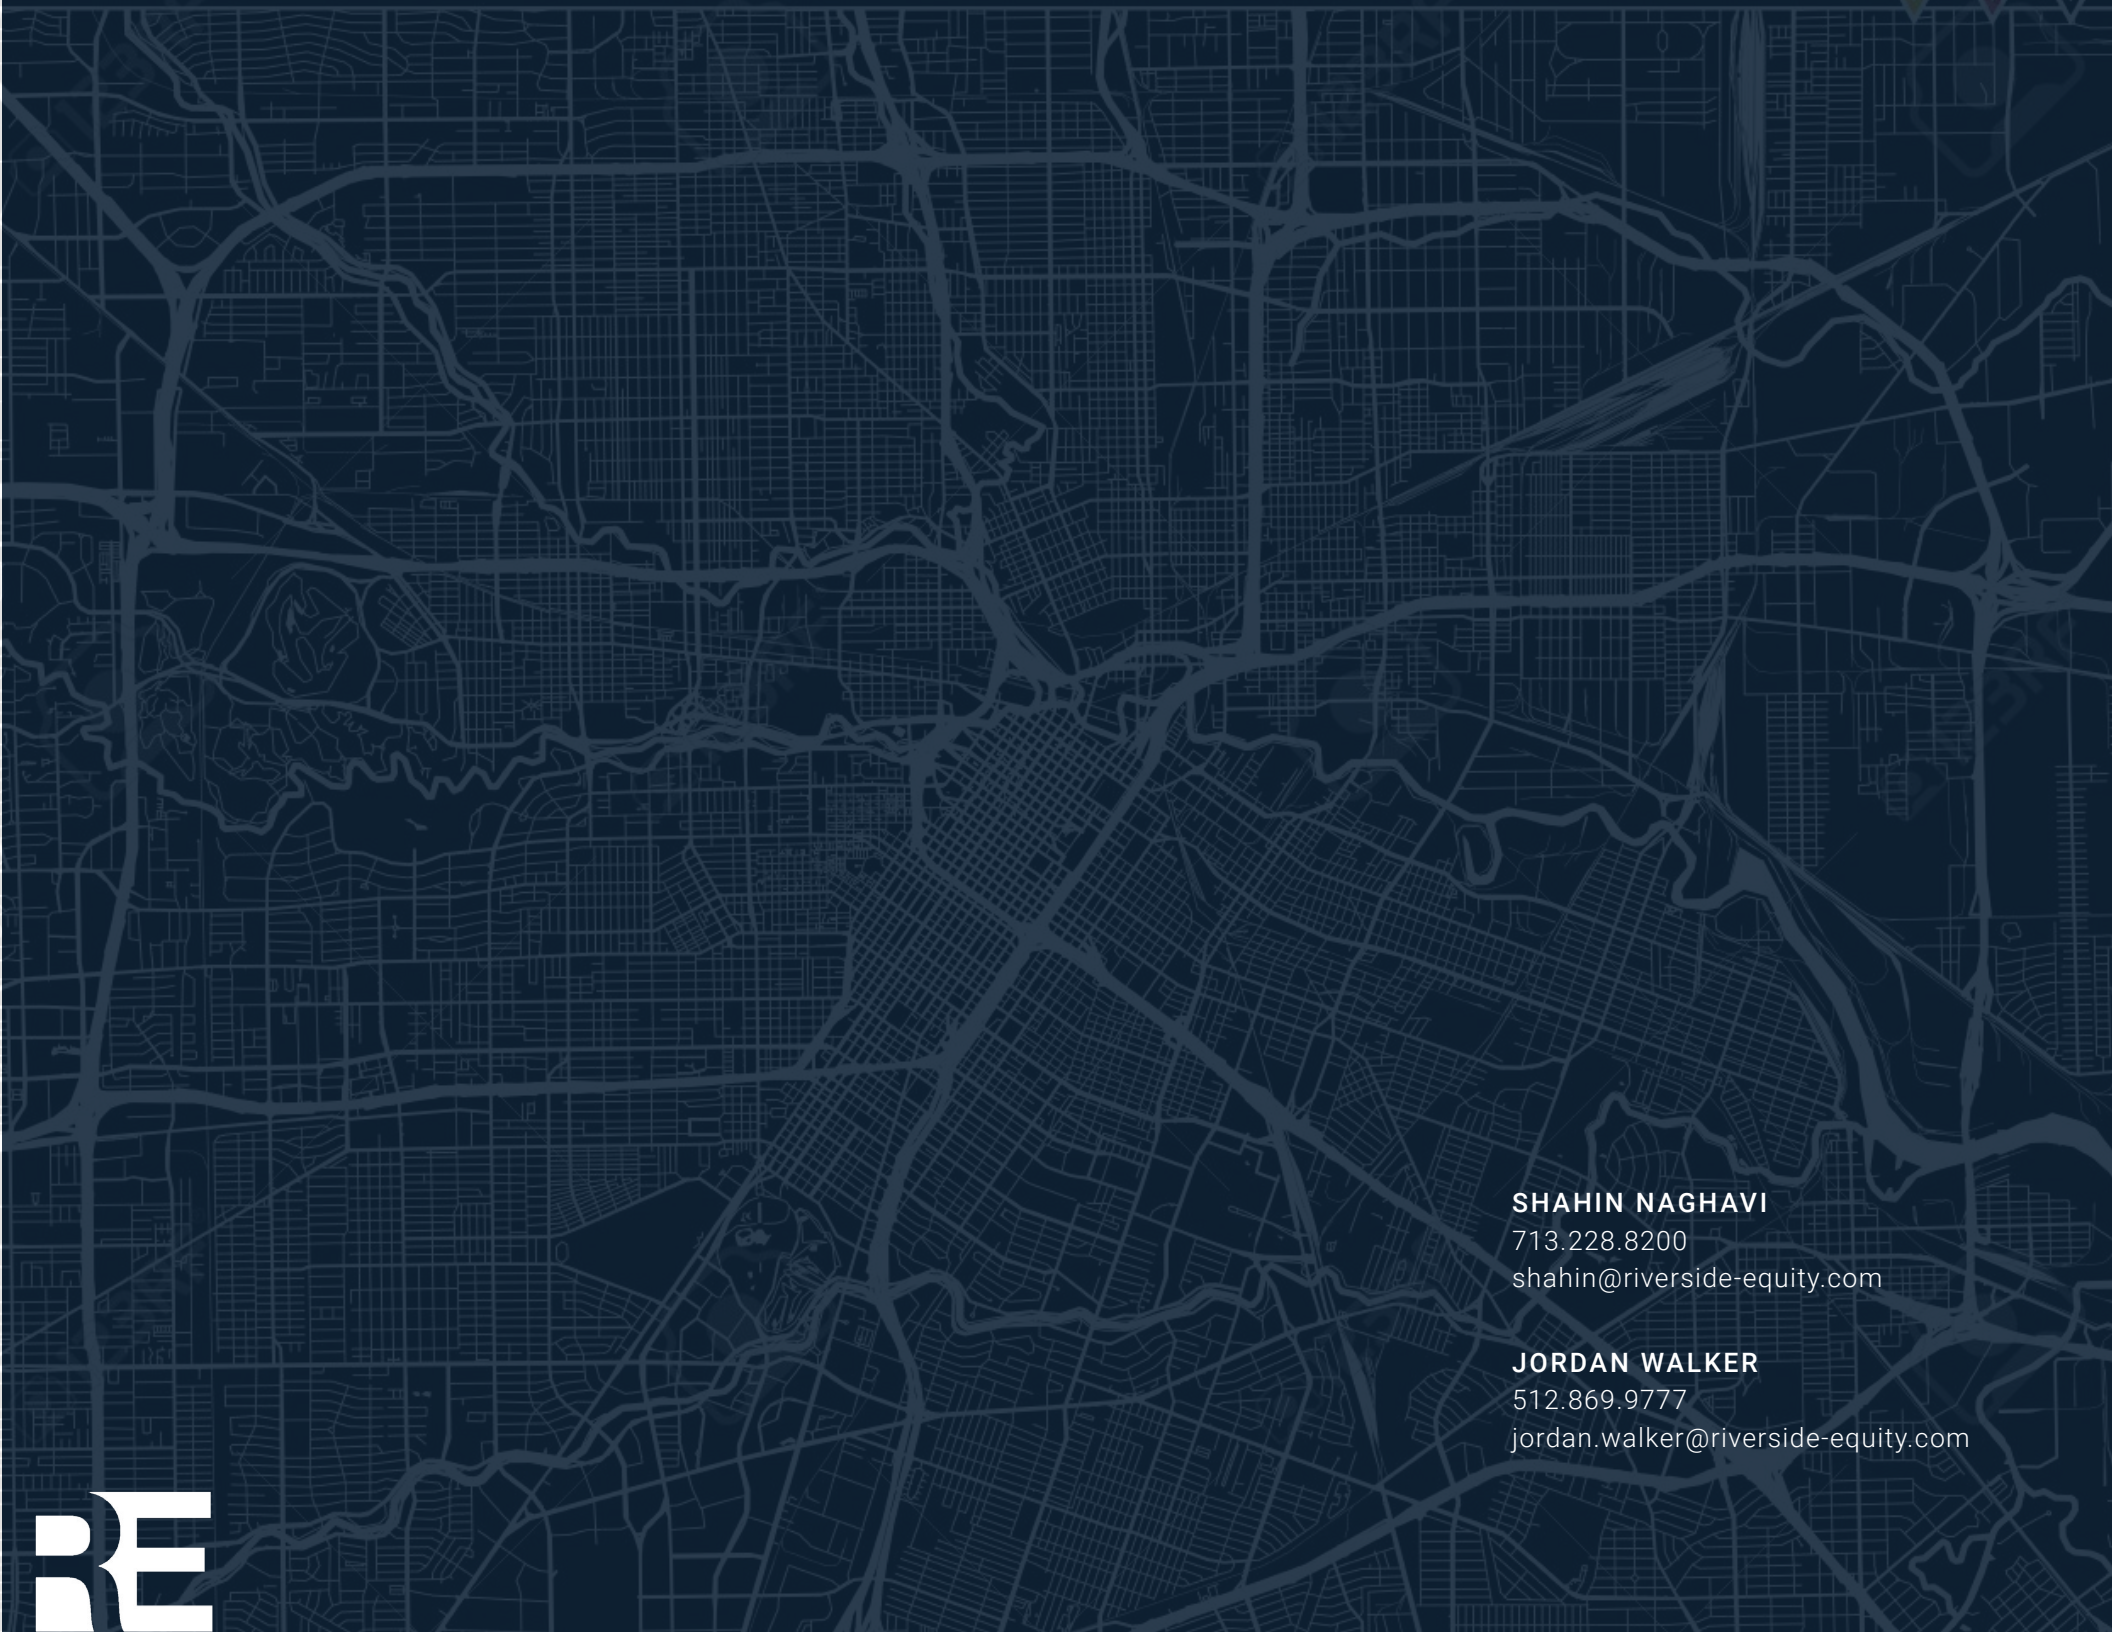 SHAHIN NAGHAVI
713.228.8200
shahin@riverside-equity.com
JORDAN WALKER
512.869.9777
jordan.walker@riverside-equity.com
RE